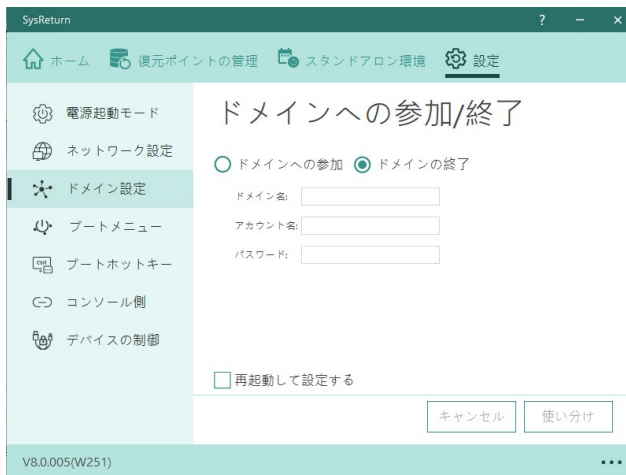 SysReturn
ホーム 復元ポイントの管理 スタンドアロン環境 設定
電源起動モード
ネットワーク設定
ドメイン設定
ブートメニュー
ブートホットキー
コンソール側
デバイスの制御
ドメインへの参加/終了
ドメインへの参加 ドメインの終了
ドメイン名:
アカウント名:
パスワード:
再起動して設定する
キャンセル 使い分け
V8.0.005(W251)